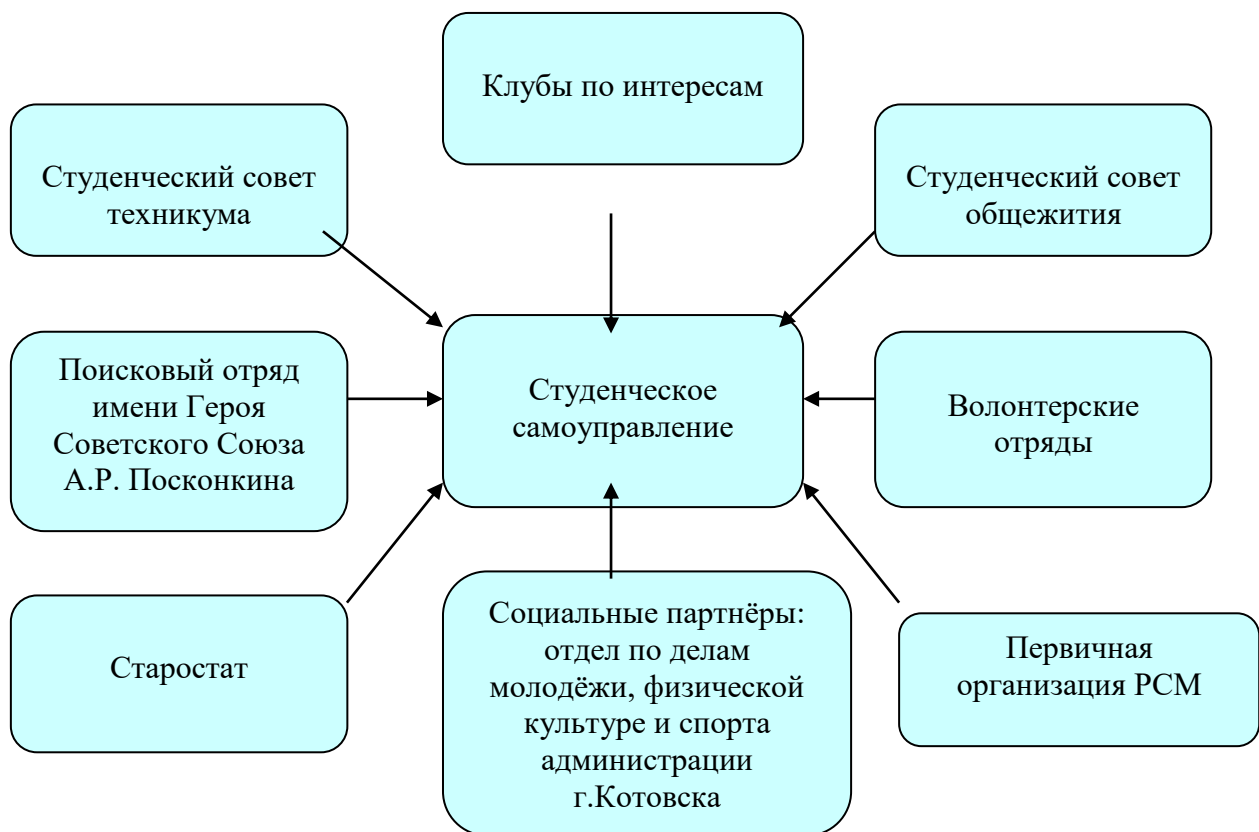 Клубы по интересам
Студенческий совет
техникума
Студенческий совет
общежития
Поисковый отряд
имени Героя
Советского Союза
А.Р. Посконкина
Студенческое
самоуправление
Волонтерские
отряды
Старостат
Социальные партнёры:
отдел по делам
молодёжи, физической
культуре и спорта
администрации
г.Котовска
Первичная
организация РСМ